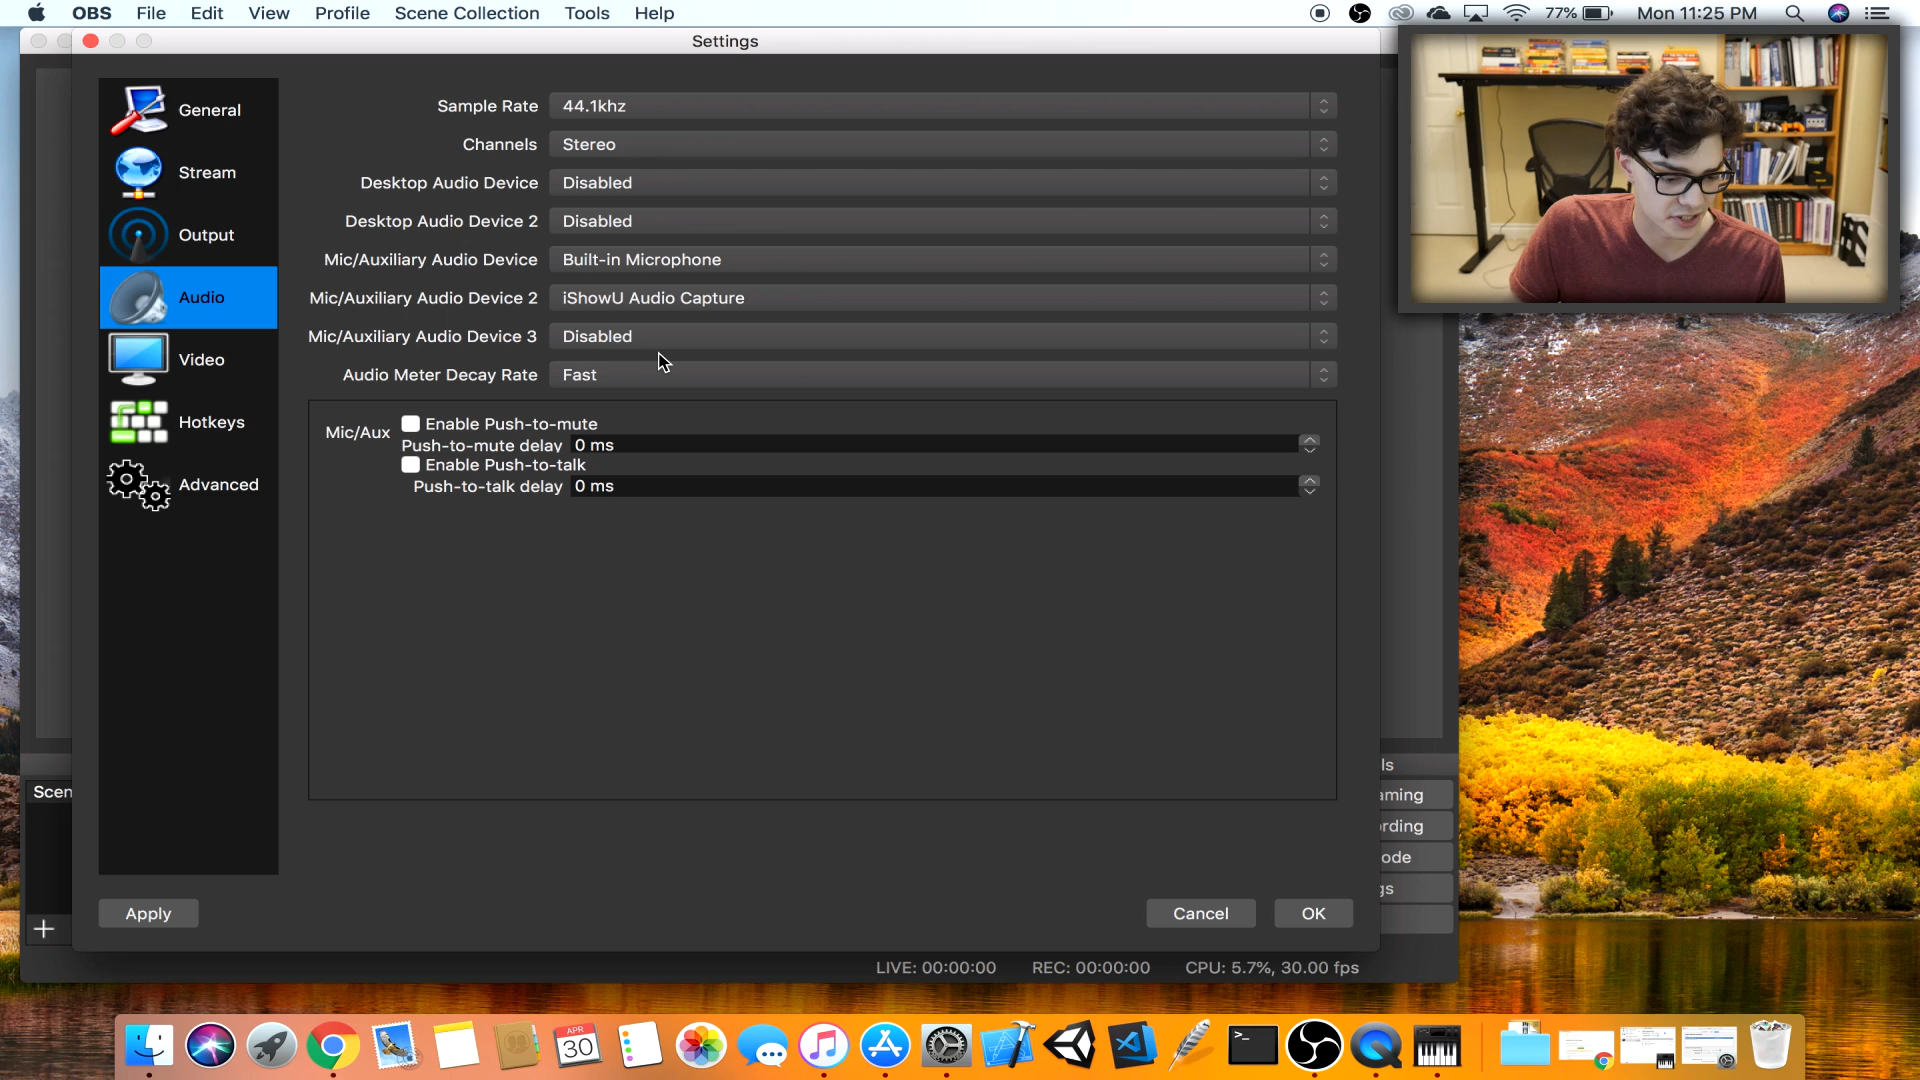 OBS File Edit View Profile Scene Collection Tools Help 77% Mon 11:25 PM
Settings
General
Stream
Output
Audio
Video
Hotkeys
Advanced
Sample Rate 44.1khz
Channels Stereo
Desktop Audio Device Disabled
Desktop Audio Device 2 Disabled
Mic/Auxiliary Audio Device Built-in Microphone
Mic/Auxiliary Audio Device 2 iShowU Audio Capture
Mic/Auxiliary Audio Device 3 Disabled
Audio Meter Decay Rate Fast
Mic/Aux Enable Push-to-mute
Push-to-mute delay 0 ms
Enable Push-to-talk
Push-to-talk delay 0 ms
ls
Scen
aming
rding
ode
gs
Apply Cancel OK
LIVE: 00:00:00 REC: 00:00:00 CPU: 5.7%, 30.00 fps
APR
30